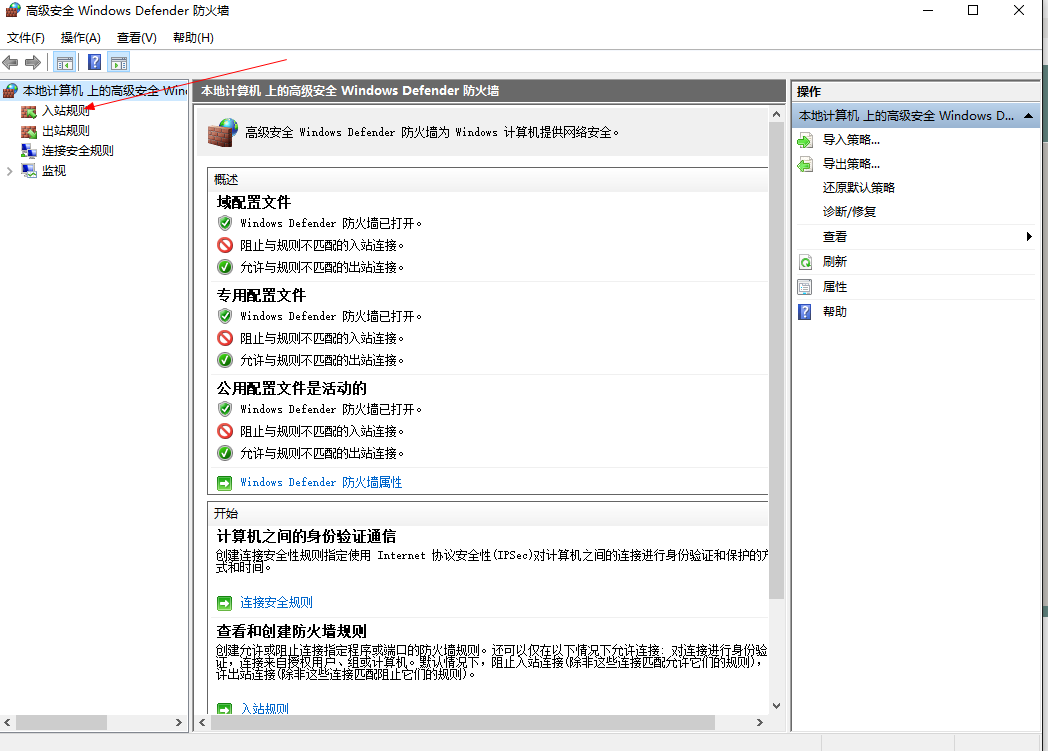 高级安全 Windows Defender 防火墙
文件(F) 操作(A) 查看(V) 帮助(H)
本地计算机 上的高级安全 Wind
入站规则
出站规则
连接安全规则
监视
本地计算机 上的高级安全 Windows Defender 防火墙
高级安全 Windows Defender 防火墙为 Windows 计算机提供网络安全。
概述
域配置文件
Windows Defender 防火墙已打开。
阻止与规则不匹配的入站连接。
允许与规则不匹配的出站连接。
专用配置文件
Windows Defender 防火墙已打开。
阻止与规则不匹配的入站连接。
允许与规则不匹配的出站连接。
公用配置文件是活动的
Windows Defender 防火墙已打开。
阻止与规则不匹配的入站连接。
允许与规则不匹配的出站连接。
Windows Defender 防火墙属性
开始
计算机之间的身份验证通信
创建连接安全性规则指定使用 Internet 协议安全性(IPSec)对计算机之间的连接进行身份验证和保护的方
式和时间。
连接安全规则
查看和创建防火墙规则
创建允许或阻止连接指定程序或端口的防火墙规则。还可以仅在以下情况下允许连接: 对连接进行身份验
证，连接来自授权用户、组或计算机。默认情况下，阻止入站连接(除非这些连接匹配允许它们的规则)，
许出站连接(除非这些连接匹配阻止它们的规则)。
入站规则
操作
本地计算机 上的高级安全 Windows D...
导入策略...
导出策略...
还原默认策略
诊断/修复
查看
刷新
属性
帮助